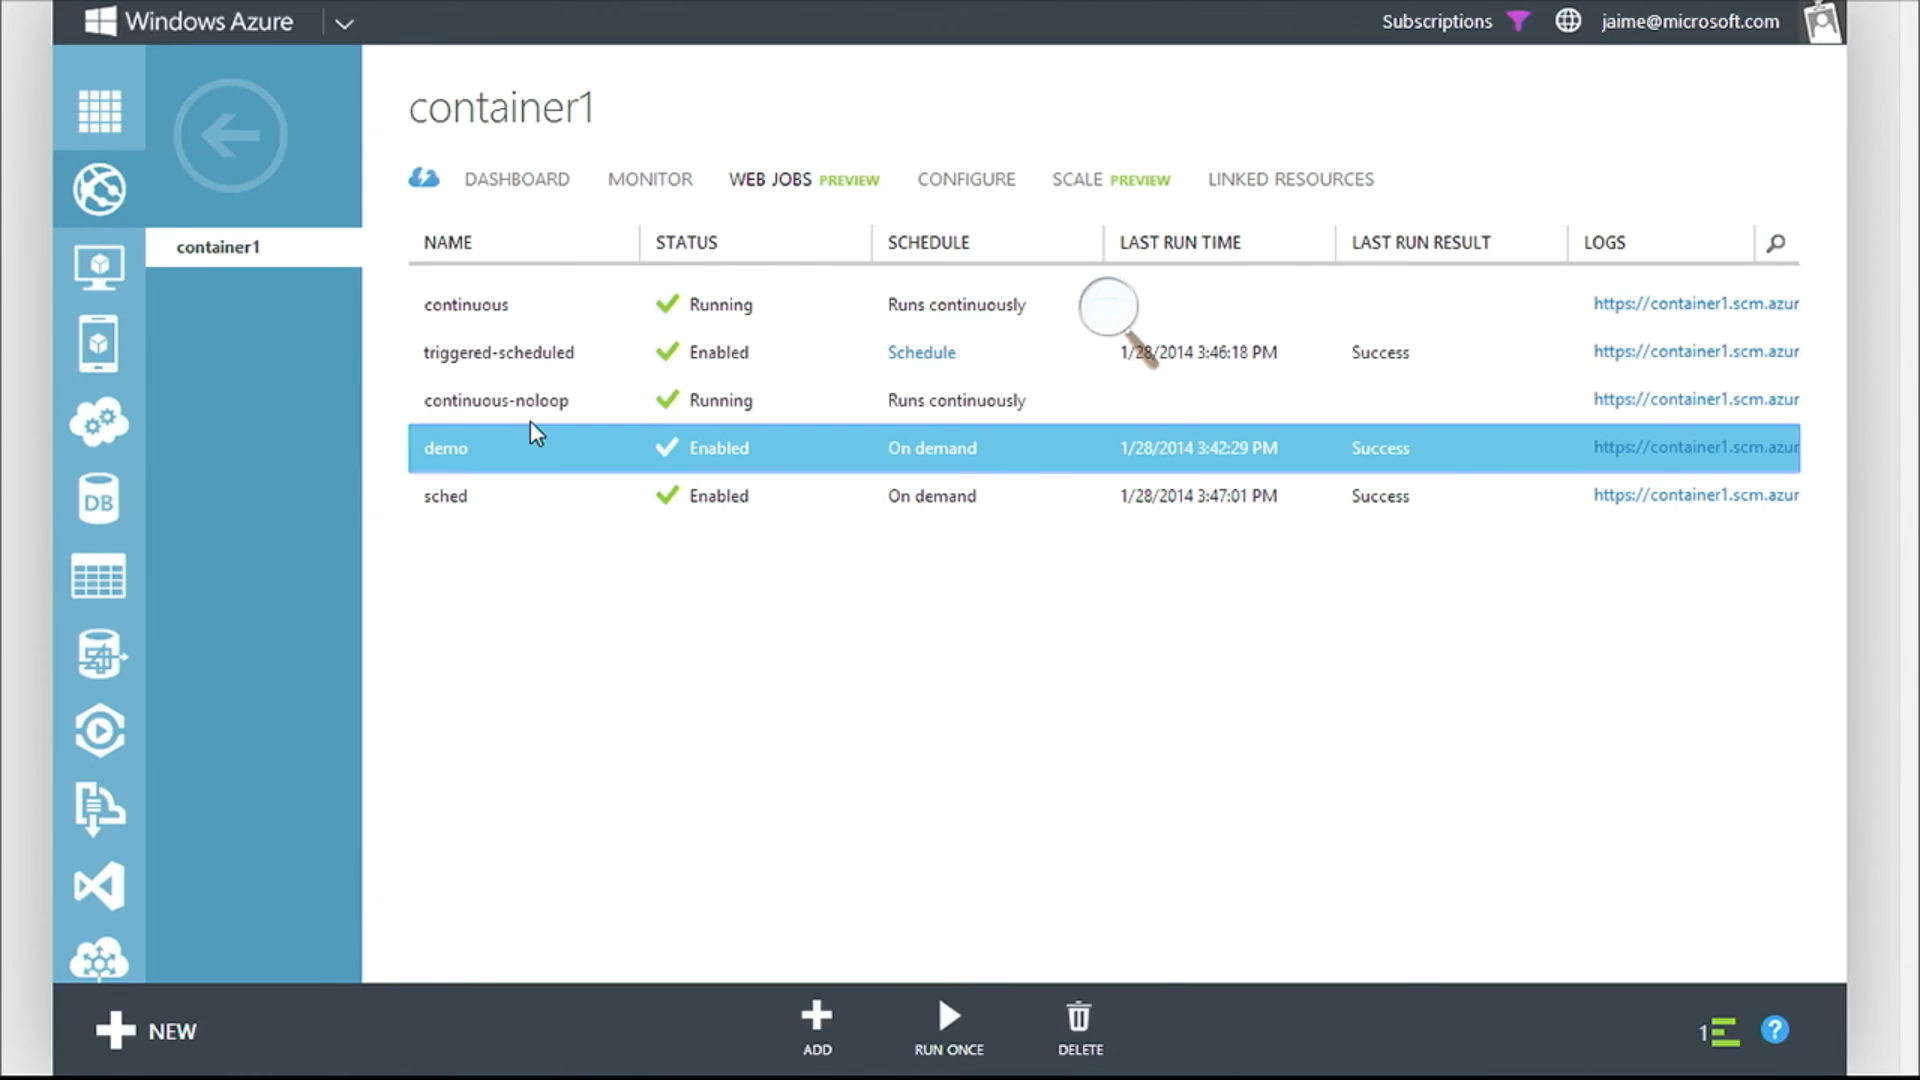 Windows Azure
Subscriptions jaime@microsoft.com
container1
DASHBOARD MONITOR WEB JOBS PREVIEW CONFIGURE SCALE PREVIEW LINKED RESOURCES
container1
NAME STATUS SCHEDULE LAST RUN TIME LAST RUN RESULT LOGS
continuous Running Runs continuously https://container1.scm.azur
triggered-scheduled Enabled Schedule 1/28/2014 3:46:18 PM Success https://container1.scm.azur
continuous-noloop Running Runs continuously https://container1.scm.azur
demo Enabled On demand 1/28/2014 3:42:29 PM Success https://container1.scm.azur
sched Enabled On demand 1/28/2014 3:47:01 PM Success https://container1.scm.azur
DB
NEW ADD RUN ONCE DELETE 1 ?